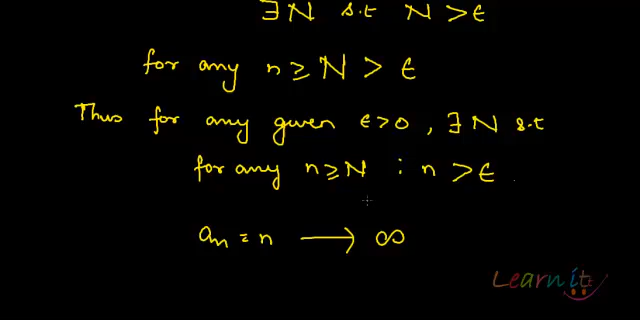 ∃ N s.t N > ϵ
for any n ≥ N > ϵ
Thus for any given ϵ > 0 , ∃ N s.t
for any n ≥ N : n > ϵ .
aₙ = n ⟶ ∞
Learnit